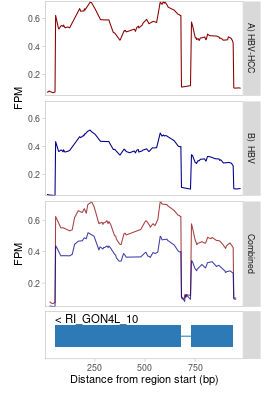 0.6
0.4
0.2
A) HBV-HCC
FPM
0.6
0.4
0.2
B) HBV
0.6
0.4
0.2
Combined
FPM
< RI_GON4L_10
250
500
750
Distance from region start (bp)